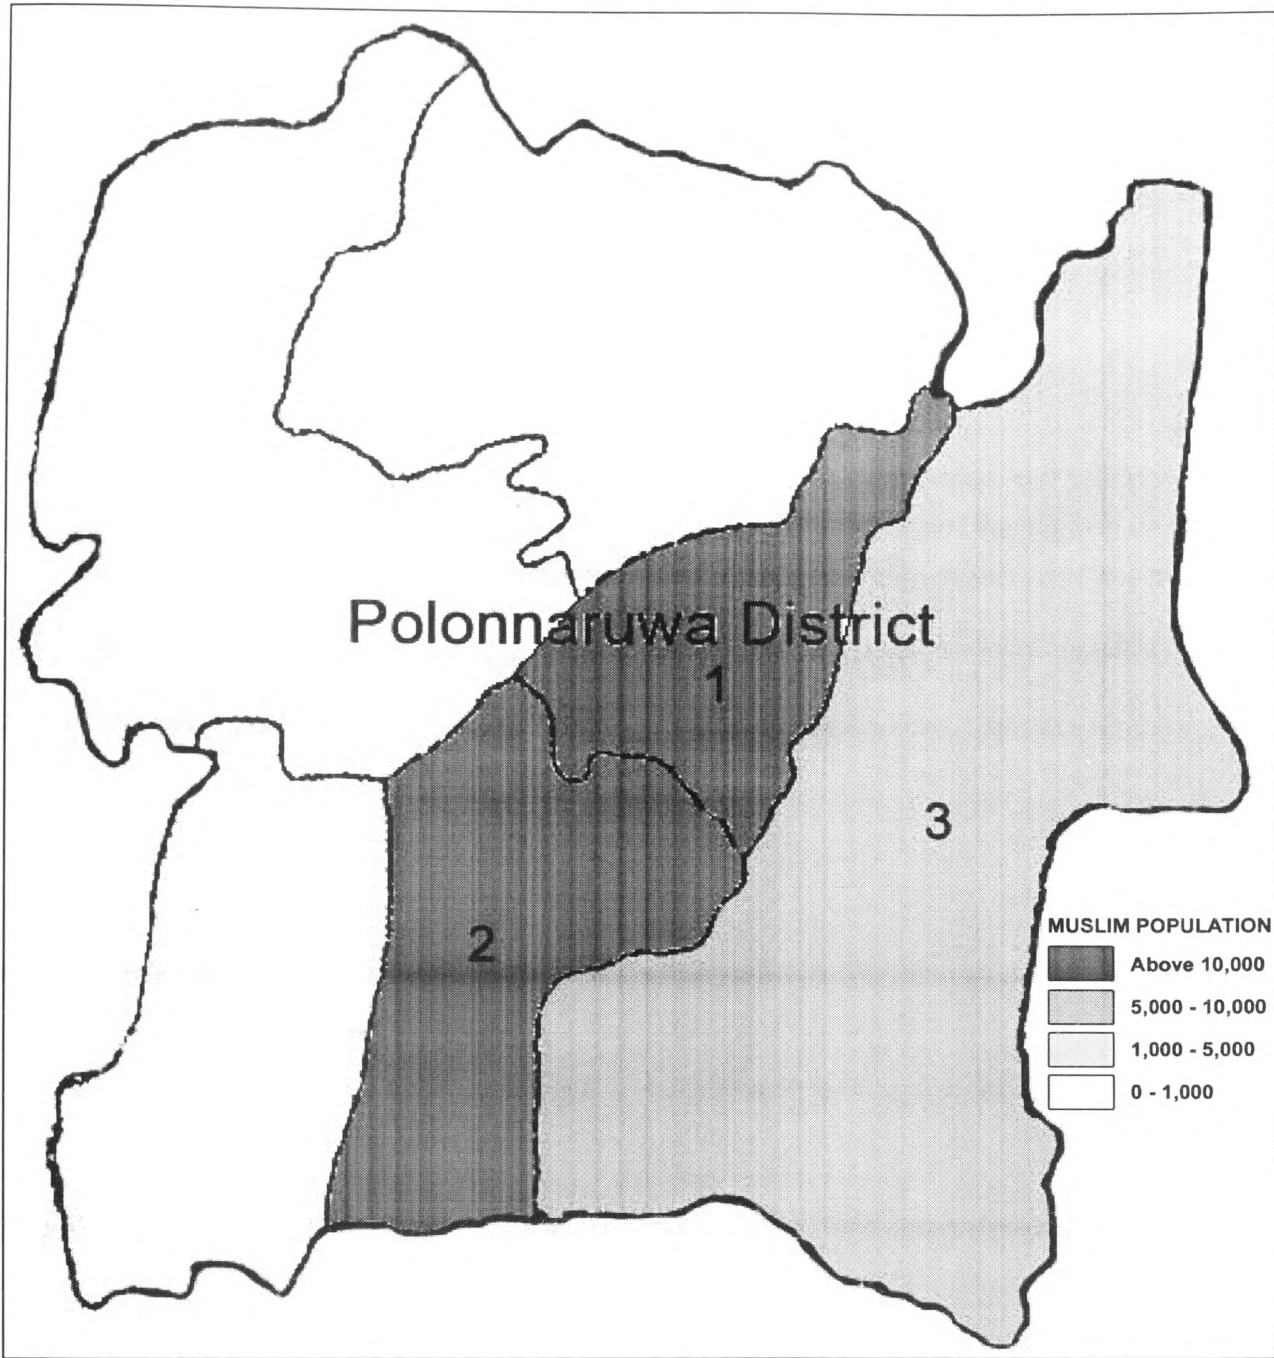 Polonnaruwa District
1
2
3
MUSLIM POPULATION
Above 10,000
5,000 - 10,000
1,000 - 5,000
0 - 1,000